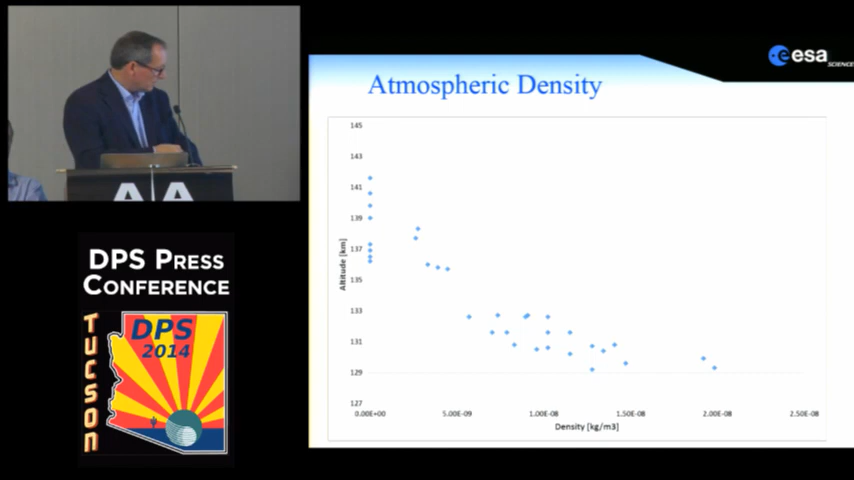 esa
SCIENCE
Atmospheric Density
145
143
141
139
137
135
133
131
129
127
Altitude [km]
0.00E+00 5.00E-09 1.00E-08 1.50E-08 2.00E-08 2.50E-08
Density [kg/m3]
DPS PRESS
CONFERENCE
TUCSON
DPS
2014